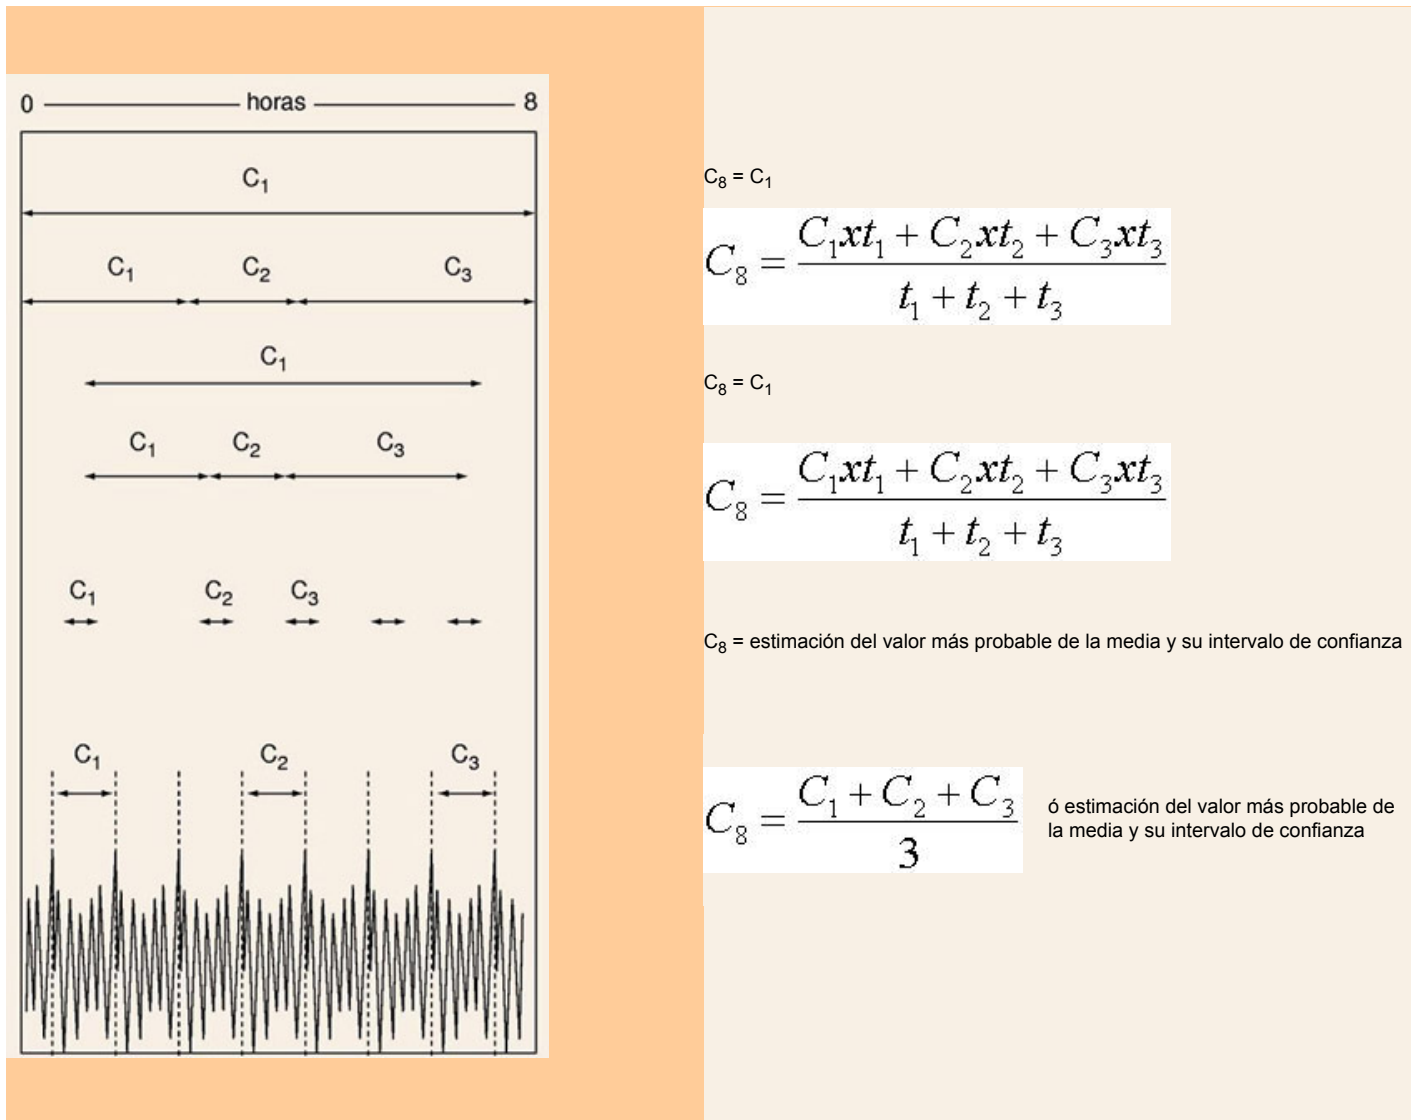 0 horas 8
C₁
C₈ = C₁
C₁ C₂ C₃
C₈ = (C₁xt₁ + C₂xt₂ + C₃xt₃) / (t₁ + t₂ + t₃)
C₁
C₈ = C₁
C₁ C₂ C₃
C₈ = (C₁xt₁ + C₂xt₂ + C₃xt₃) / (t₁ + t₂ + t₃)
C₁ C₂ C₃
C₈ = estimación del valor más probable de la media y su intervalo de confianza
C₁ C₂ C₃
C₈ = (C₁ + C₂ + C₃) / 3
ó estimación del valor más probable de
la media y su intervalo de confianza